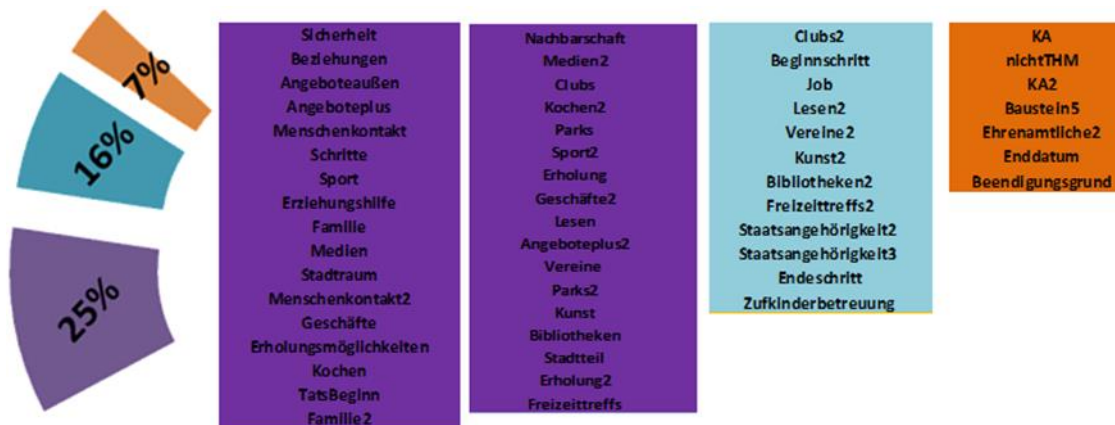 7%
16%
25%
Sicherheit
Beziehungen
Angeboteaußen
Angeboteplus
Menschenkontakt
Schritte
Sport
Erziehungshilfe
Familie
Medien
Stadtraum
Menschenkontakt2
Geschäfte
Erholungsmöglichkeiten
Kochen
TatsBeginn
Familie2
Nachbarschaft
Medien2
Clubs
Kochen2
Parks
Sport2
Erholung
Geschäfte2
Lesen
Angeboteplus2
Vereine
Parks2
Kunst
Bibliotheken
Stadtteil
Erholung2
Freizeittreffs
Clubs2
Beginnschritt
Job
Lesen2
Vereine2
Kunst2
Bibliotheken2
Freizeittreffs2
Staatsangehörigkeit2
Staatsangehörigkeit3
Endeschritt
Zufkinderbetreuung
KA
nichtTHM
KA2
Baustein5
Ehrenamtliche2
Enddatum
Beendigungsgrund